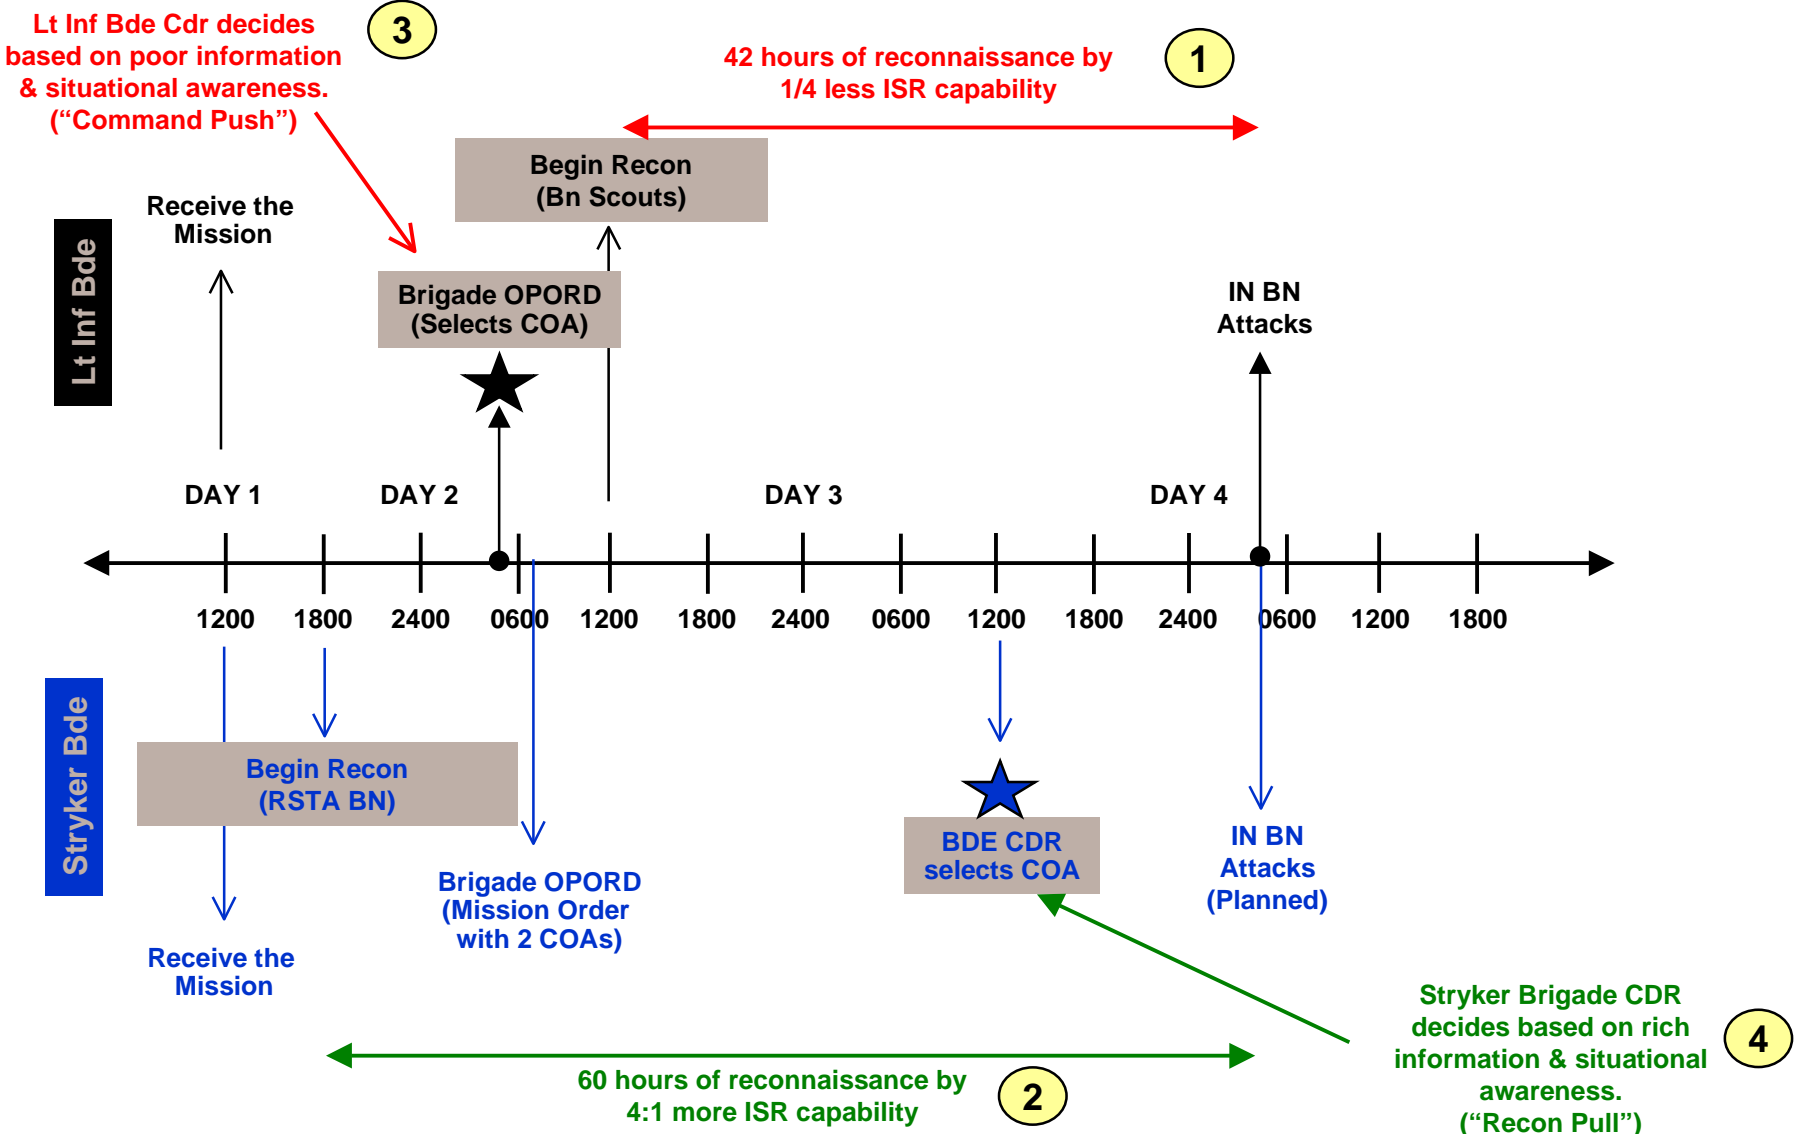 Lt Inf Bde Cdr decides
based on poor information
& situational awareness.
(“Command Push”)
3
42 hours of reconnaissance by
1/4 less ISR capability
1
Begin Recon
(Bn Scouts)
Receive the
Mission
Lt Inf Bde
Brigade OPORD
(Selects COA)
IN BN
Attacks
DAY 1
DAY 2
DAY 3
DAY 4
1200 1800 2400 0600 1200 1800 2400 0600 1200 1800 2400 0600 1200 1800
Stryker Bde
Begin Recon
(RSTA BN)
Brigade OPORD
(Mission Order
with 2 COAs)
Receive the
Mission
BDE CDR
selects COA
IN BN
Attacks
(Planned)
60 hours of reconnaissance by
4:1 more ISR capability
2
Stryker Brigade CDR
decides based on rich
information & situational
awareness.
(“Recon Pull”)
4